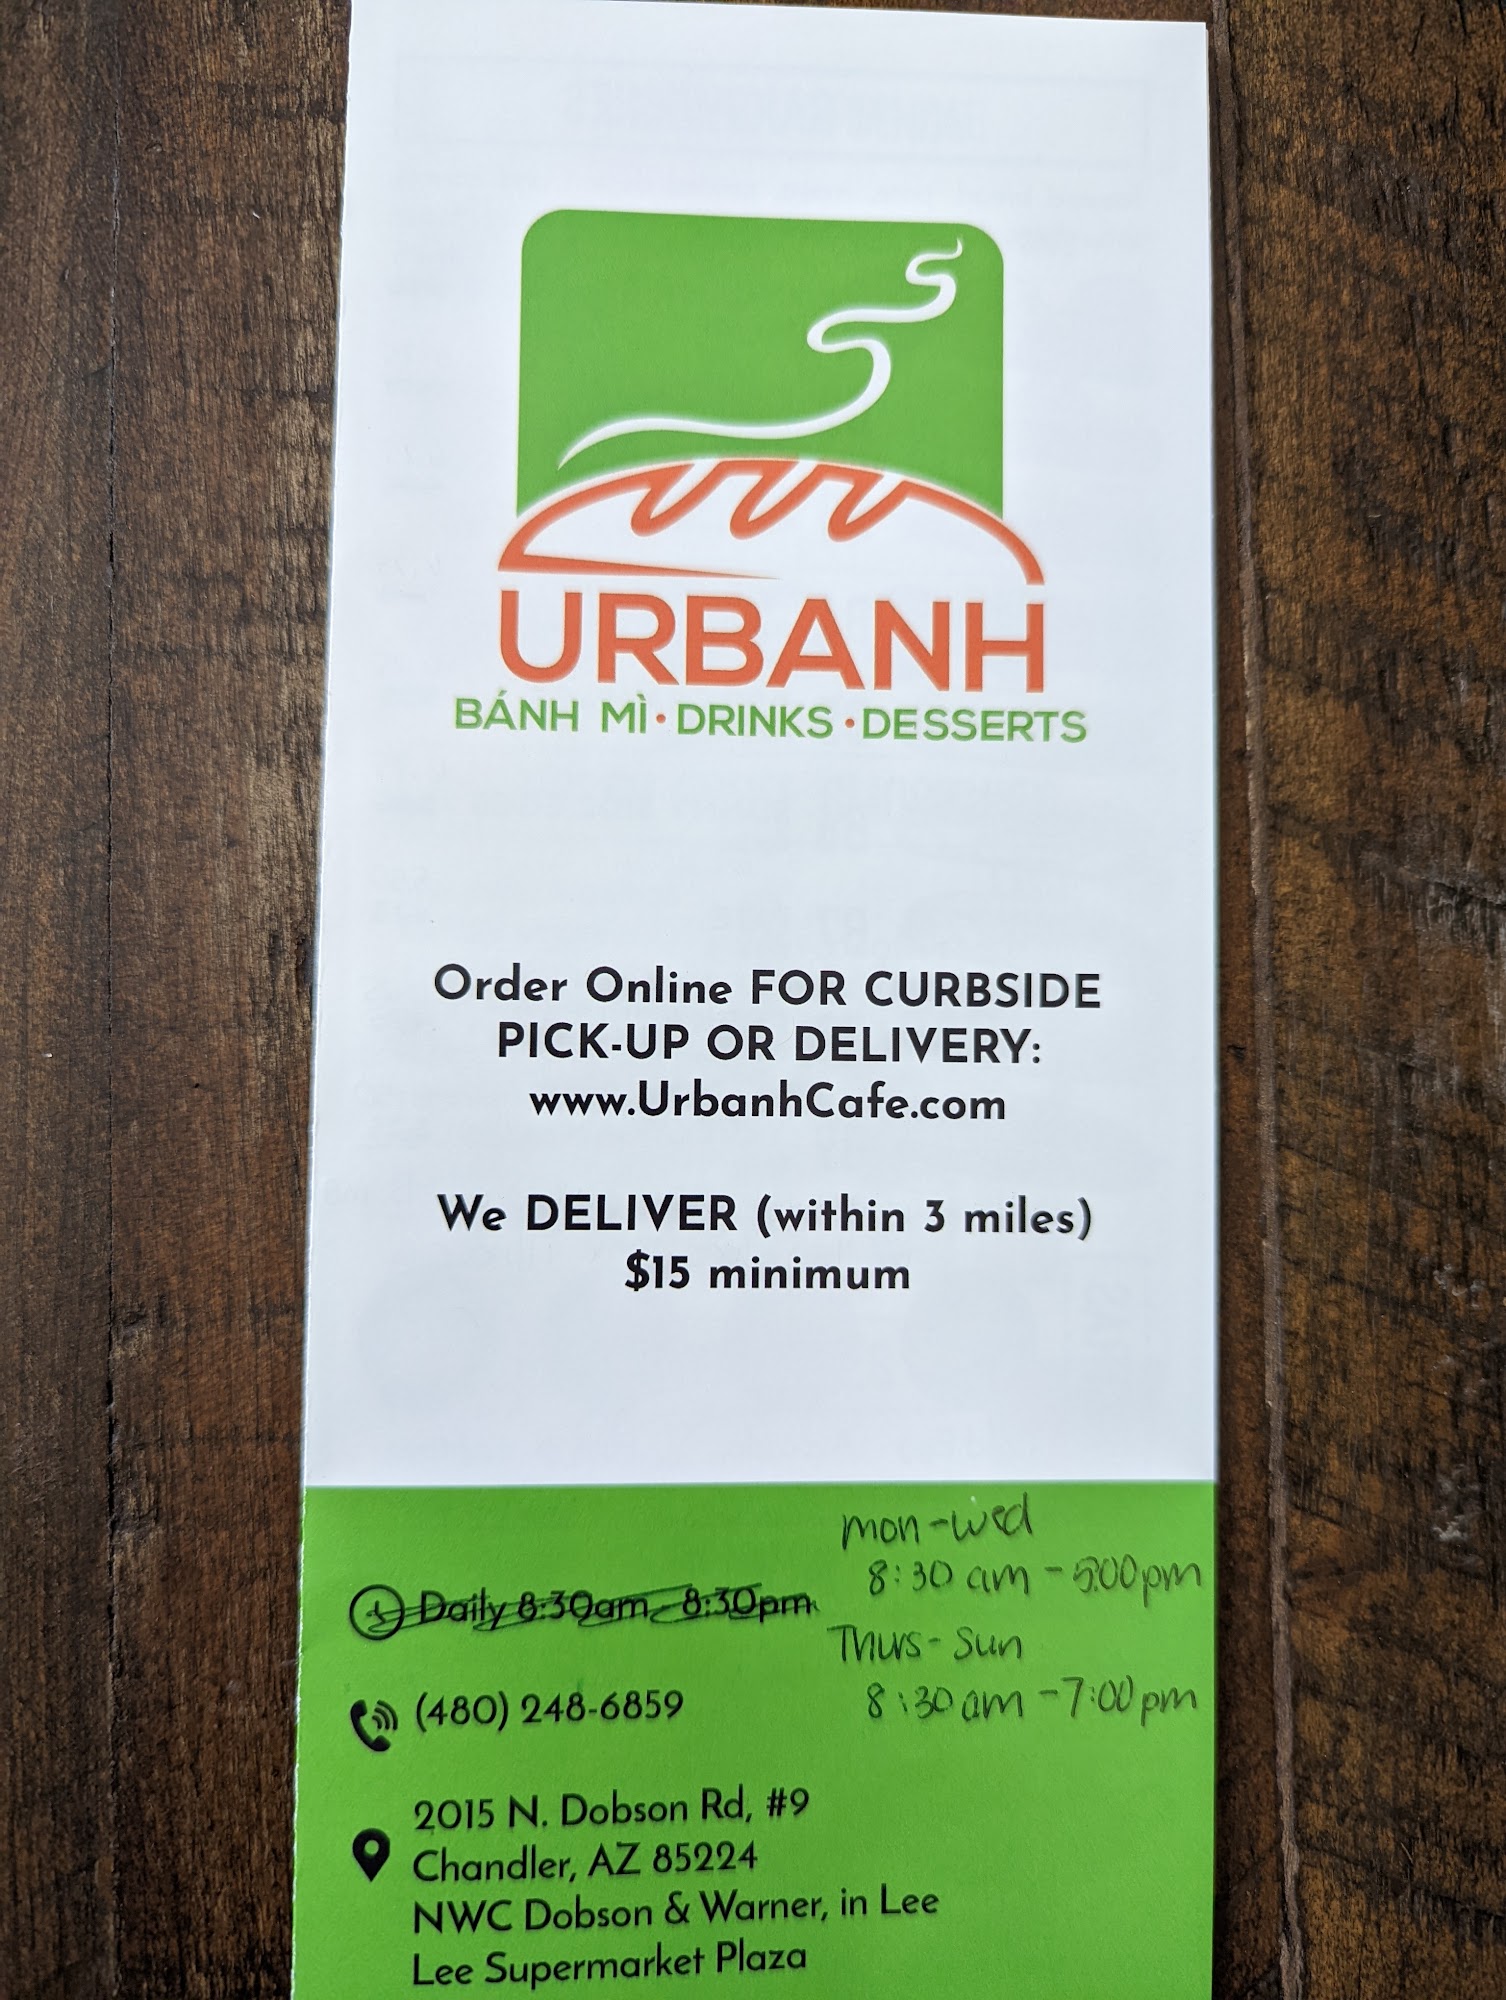 URBANH
BÁNH MÌ • DRINKS • DESSERTS
Order Online FOR CURBSIDE
PICK-UP OR DELIVERY:
www.UrbanhCafe.com
We DELIVER (within 3 miles)
$15 minimum
Daily 8:30am - 8:30pm
mon - wed
8:30 am - 5:00 pm
Thurs - Sun
8:30 am - 7:00 pm
(480) 248-6859
2015 N. Dobson Rd, #9
Chandler, AZ 85224
NWC Dobson & Warner, in Lee
Lee Supermarket Plaza